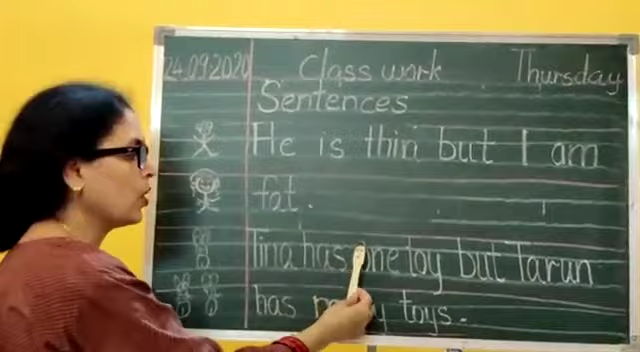 24.09.2020 Class work Thursday
Sentences
He is thin but I am
fat.
Tina has one toy but Tarun
has many toys.